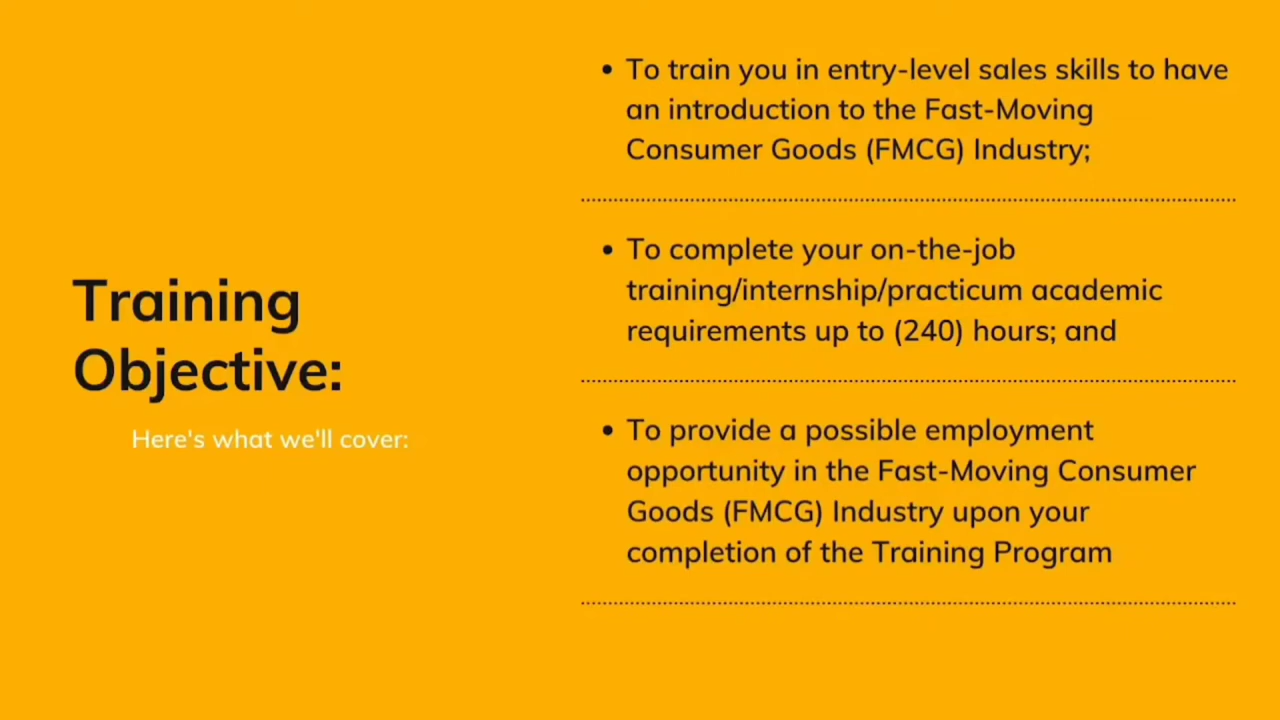 Training
Objective:
Here's what we'll cover:
• To train you in entry-level sales skills to have
an introduction to the Fast-Moving
Consumer Goods (FMCG) Industry;
• To complete your on-the-job
training/internship/practicum academic
requirements up to (240) hours; and
• To provide a possible employment
opportunity in the Fast-Moving Consumer
Goods (FMCG) Industry upon your
completion of the Training Program